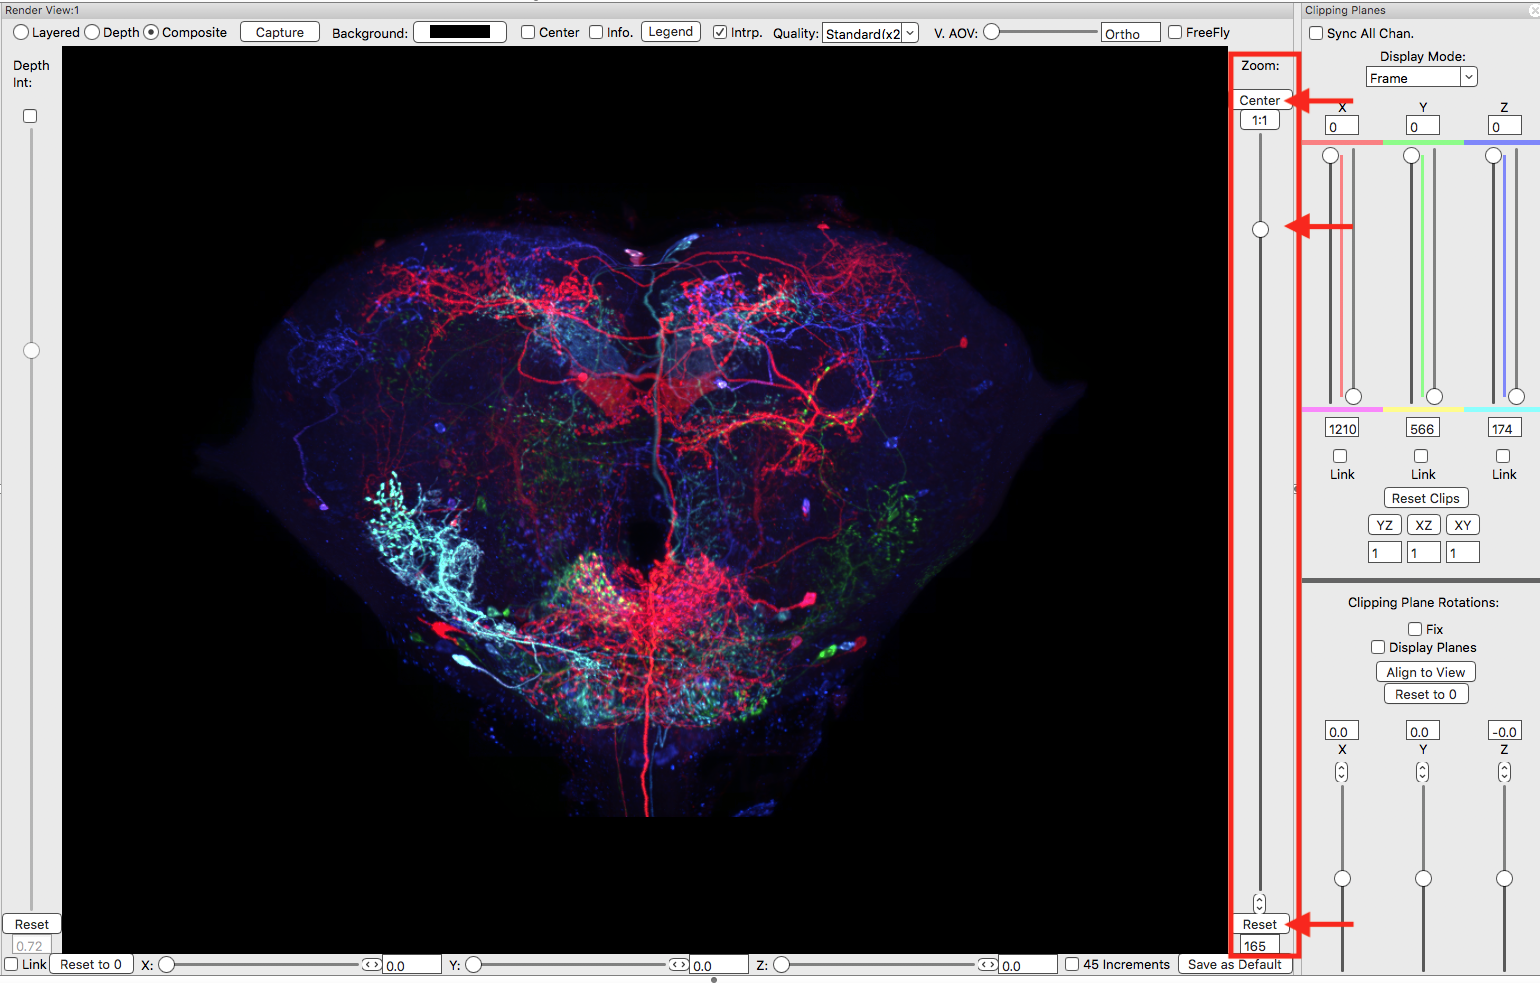 Render View:1
Layered Depth Composite Capture Background: Center Info. Legend Intrp. Quality: Standard(x2 V. AOV: Ortho FreeFly
Depth
Int:
Reset
0.72
Zoom:
Center
1:1
Reset
165
Link Reset to 0 X: 0.0 Y: 0.0 Z: 0.0 45 Increments Save as Default
Clipping Planes
Sync All Chan.
Display Mode:
Frame
X Y Z
0 0 0
1210 566 174
Link Link Link
Reset Clips
YZ XZ XY
1 1 1
Clipping Plane Rotations:
Fix
Display Planes
Align to View
Reset to 0
0.0 0.0 -0.0
X Y Z